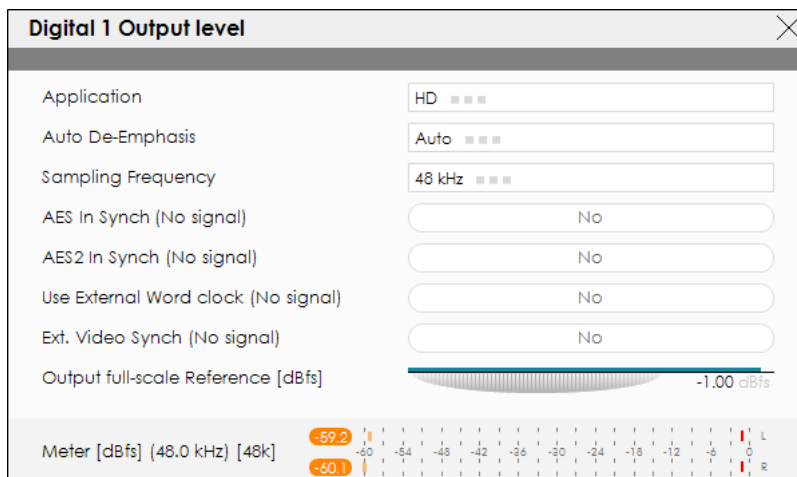 Digital 1 Output level
Application HD
Auto De-Emphasis Auto
Sampling Frequency 48 kHz
AES In Synch (No signal) No
AES2 In Synch (No signal) No
Use External Word clock (No signal) No
Ext. Video Synch (No signal) No
Output full-scale Reference [dBfs] -1.00 dBfs
-59.2 L
Meter [dBfs] (48.0 kHz) [48k] -60 -54 -48 -42 -36 -30 -24 -18 -12 -6 0
-60.1 R